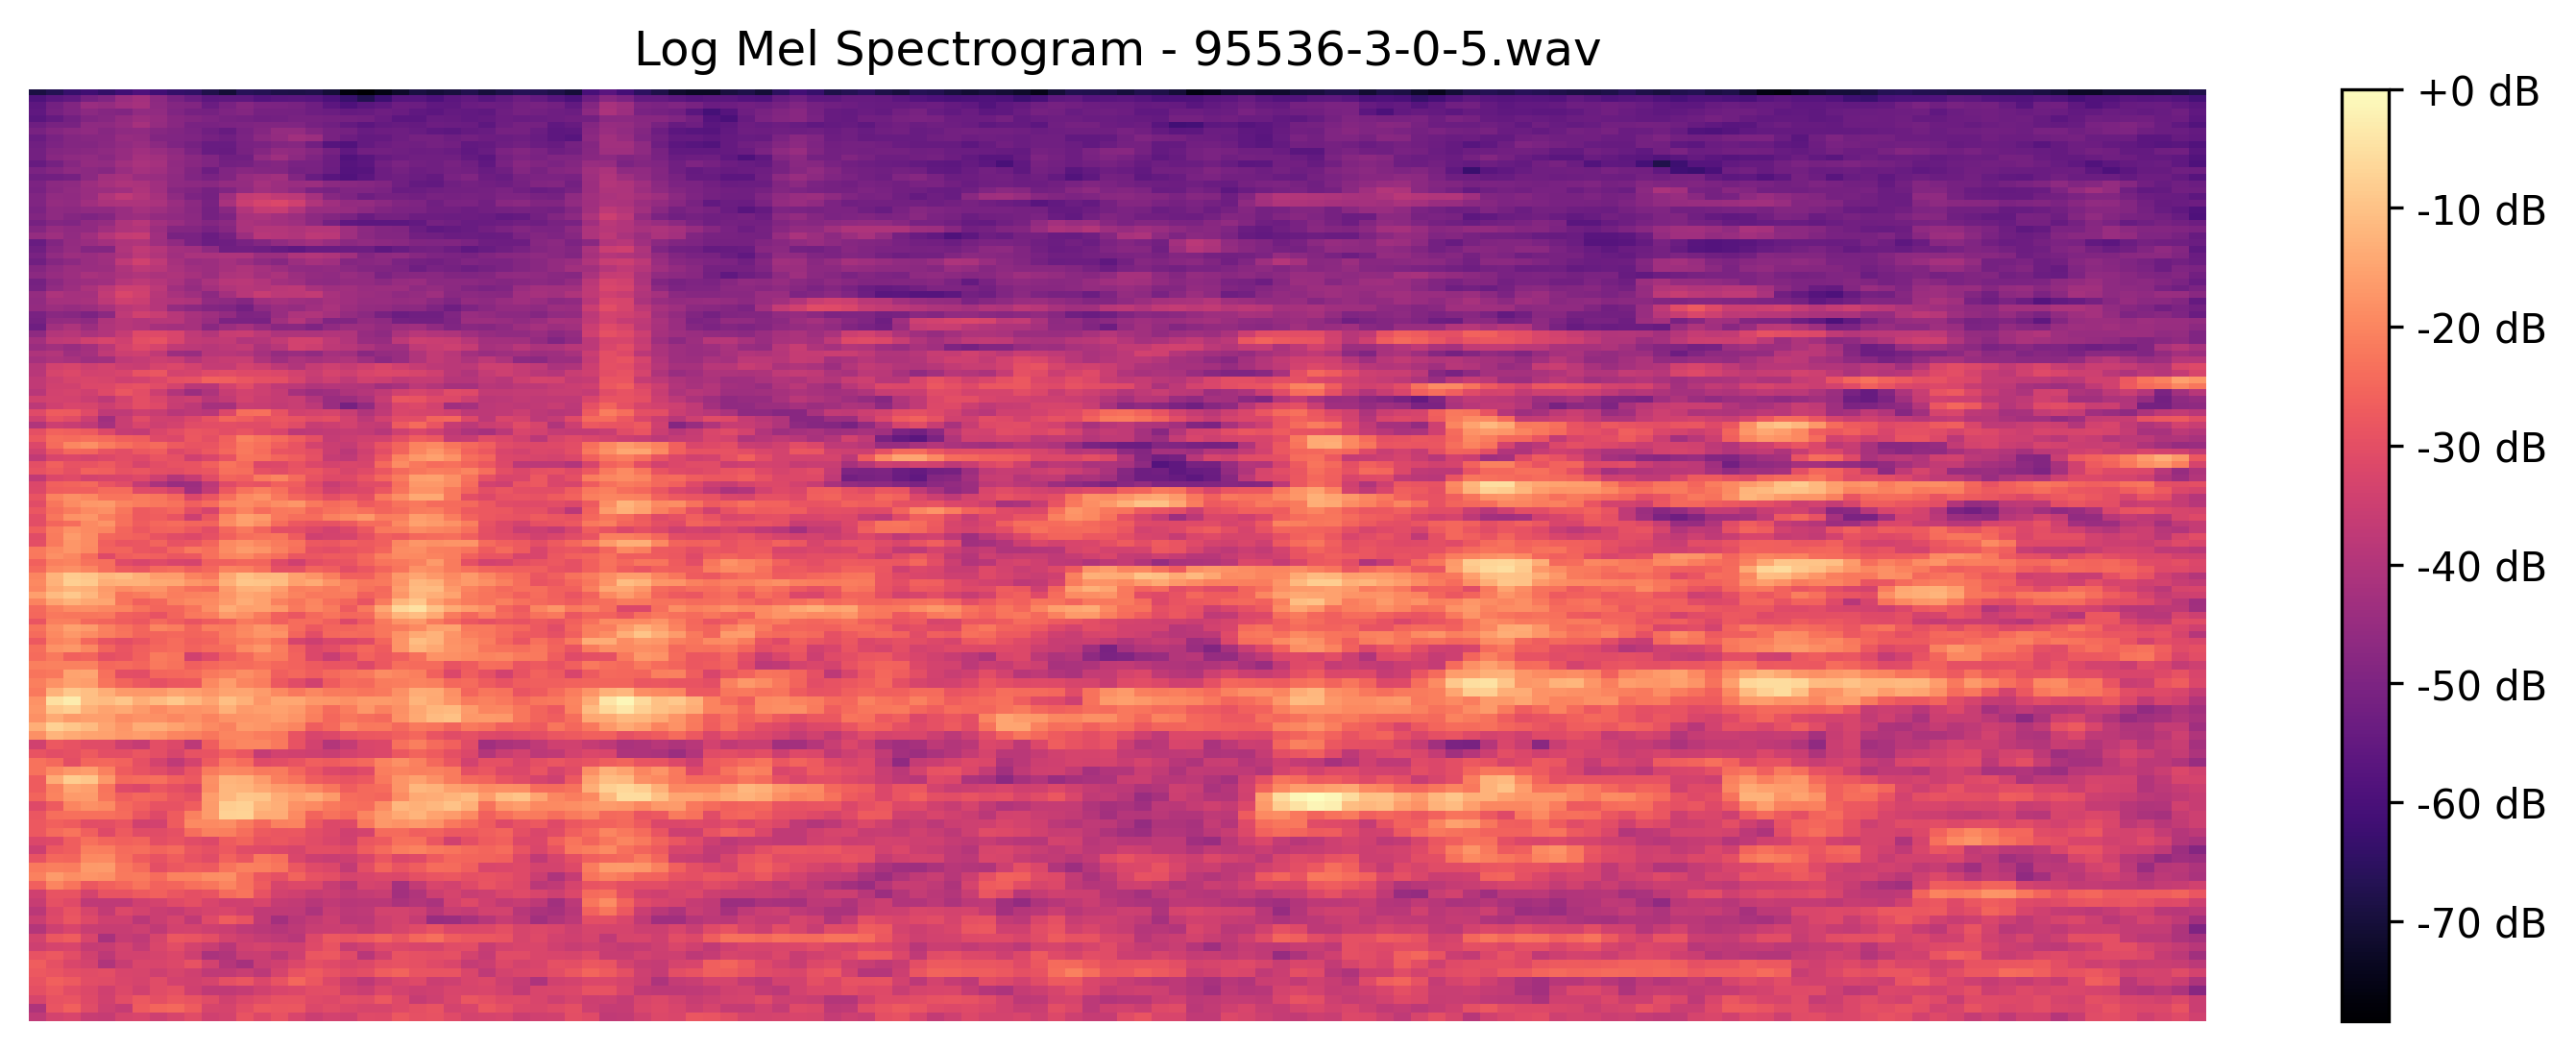 Log Mel Spectrogram - 95536-3-0-5.wav
+0 dB
-10 dB
-20 dB
-30 dB
-40 dB
-50 dB
-60 dB
-70 dB